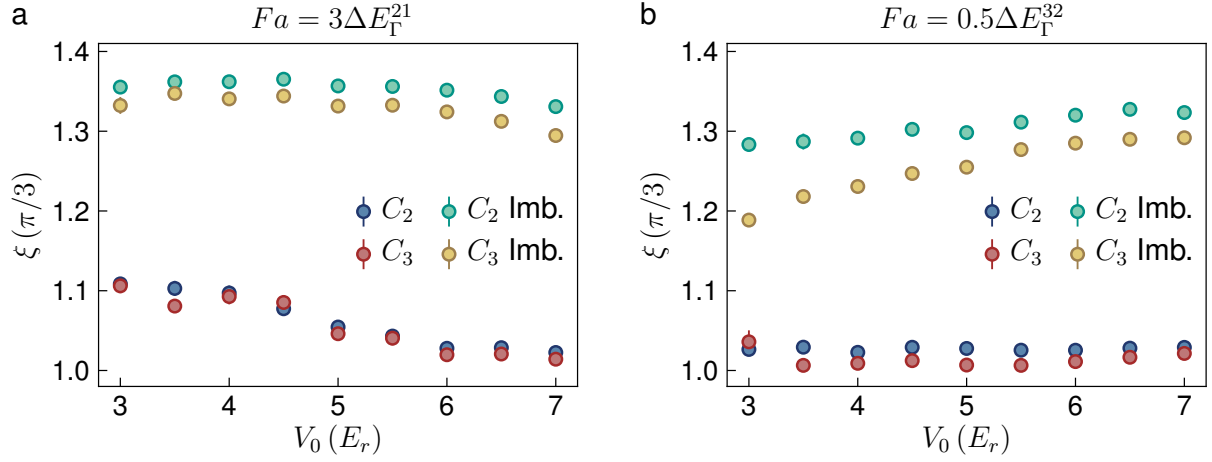 a
Fa = 3ΔE_Γ^{21}
1.4
1.3
1.2
1.1
1.0
ξ (π/3)
C_2
C_2 Imb.
C_3
C_3 Imb.
3 4 5 6 7
V_0 (E_r)
b
Fa = 0.5ΔE_Γ^{32}
1.4
1.3
1.2
1.1
1.0
ξ (π/3)
C_2
C_2 Imb.
C_3
C_3 Imb.
3 4 5 6 7
V_0 (E_r)